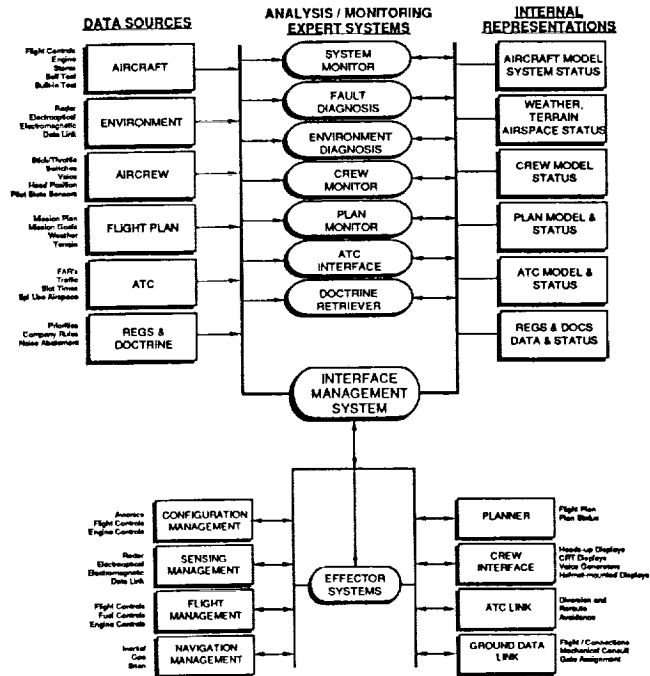 DATA SOURCES
Flight Controls
Engine
Stores
Self Test
Built-in Test
AIRCRAFT
Radar
Electrooptical
Electromagnetic
Data Link
ENVIRONMENT
Stick/Throttle
Switches
Voice
Head Position
Pilot State Sensors
AIRCREW
Mission Plan
Mission Goals
Weather
Terrain
FLIGHT PLAN
FAR's
Traffic
Slot Times
Spl Use Airspace
ATC
Priorities
Company Rules
Noise Abatement
REGS &
DOCTRINE
ANALYSIS / MONITORING
EXPERT SYSTEMS
SYSTEM
MONITOR
FAULT
DIAGNOSIS
ENVIRONMENT
DIAGNOSIS
CREW
MONITOR
PLAN
MONITOR
ATC
INTERFACE
DOCTRINE
RETRIEVER
INTERNAL
REPRESENTATIONS
AIRCRAFT MODEL
SYSTEM STATUS
WEATHER,
TERRAIN
AIRSPACE STATUS
CREW MODEL
STATUS
PLAN MODEL &
STATUS
ATC MODEL &
STATUS
REGS & DOCS
DATA & STATUS
INTERFACE
MANAGEMENT
SYSTEM
Avionics
Flight Controls
Engine Controls
CONFIGURATION
MANAGEMENT
Radar
Electrooptical
Electromagnetic
Data Link
SENSING
MANAGEMENT
Flight Controls
Fuel Controls
Engine Controls
FLIGHT
MANAGEMENT
Inertial
Gps
NAVIGATION
MANAGEMENT
EFFECTOR
SYSTEMS
PLANNER
Flight Plan
Plan Status
CREW
INTERFACE
Heads-up Displays
CRT Displays
Voice Generators
Helmet-mounted Displays
ATC LINK
Diversion and
Reroute
Avoidance
GROUND DATA
LINK
Flight / Connections
Mechanical Consult
Gate Assignment